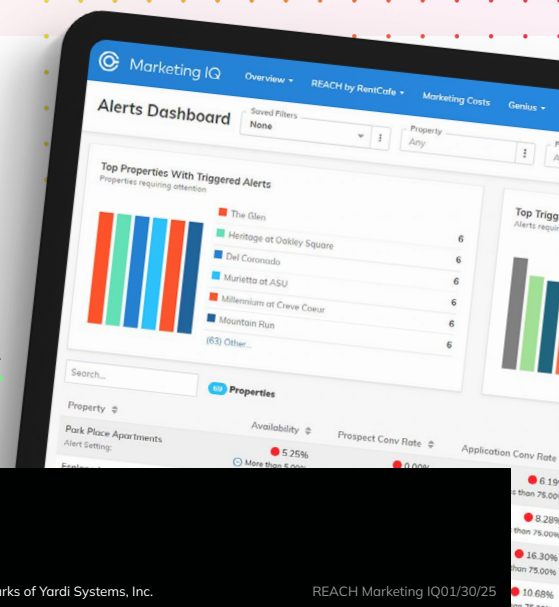 Marketing IQ
Overview
REACH by RentCafe
Marketing Costs
Genius
Alerts Dashboard
Saved Filters
None
Property
Any
Top Properties With Triggered Alerts
Properties requiring attention
The Glen 6
Heritage at Oakley Square 6
Del Coronado 6
Murietta at ASU 6
Millennium at Creve Coeur 6
Mountain Run 6
(63) Other...
Top Trigg
Alerts requir
Search...
69 Properties
Property
Availability
Prospect Conv Rate
Application Conv Rate
Park Place Apartments
Alert Setting:
5.25%
More than 5.00%
0.00%
6.19%
s than 75.00%
8.28%
than 75.00%
16.30%
than 75.00%
10.68%
rks of Yardi Systems, Inc.
REACH Marketing IQ01/30/25